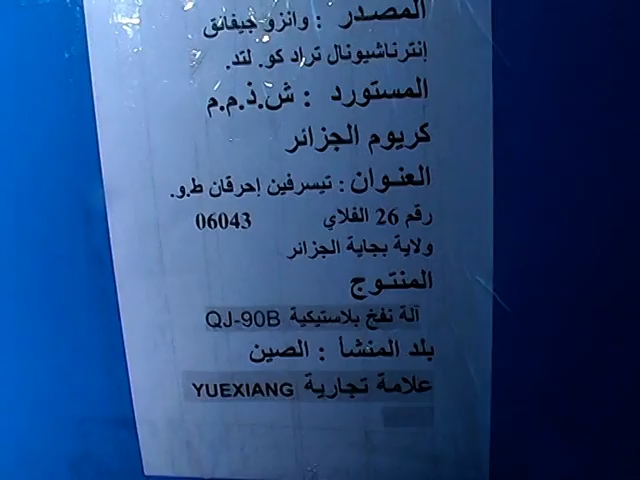 المصدر : وانزو جيفانق
إنترناشيونال تراد كو. لتد.
المستورد : ش.ذ.م.م
كريوم الجزائر
العنوان : تيسرفين إحرقان ط.و.
رقم 26 الفلاي 06043
ولاية بجاية الجزائر
المنتوج
آلة نفخ بلاستيكية QJ-90B
بلد المنشأ : الصين
علامة تجارية YUEXIANG